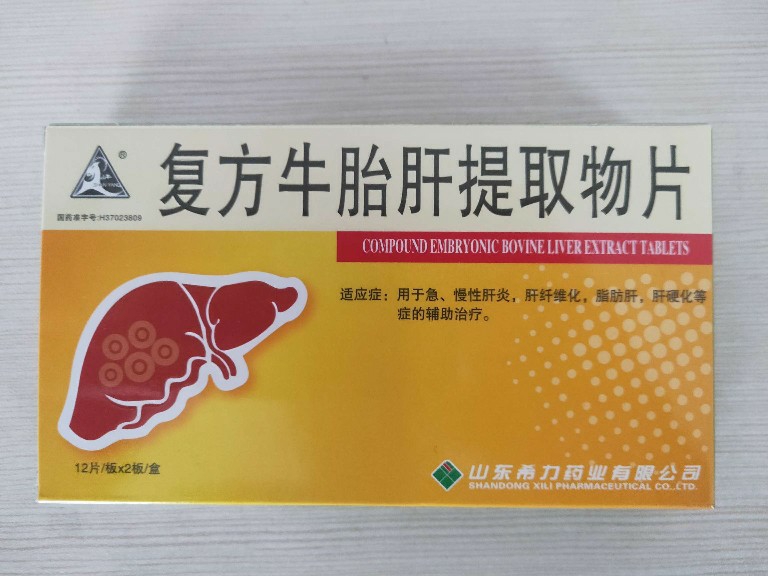 ®
复方牛胎肝提取物片
国药准字号:H37023809
COMPOUND EMBRYONIC BOVINE LIVER EXTRACT TABLETS
适应症：用于急、慢性肝炎，肝纤维化，脂肪肝，肝硬化等
症的辅助治疗。
12片/板x2板/盒
山东希力药业有限公司
SHANDONG XILI PHARMACEUTICAL CO.,LTD.